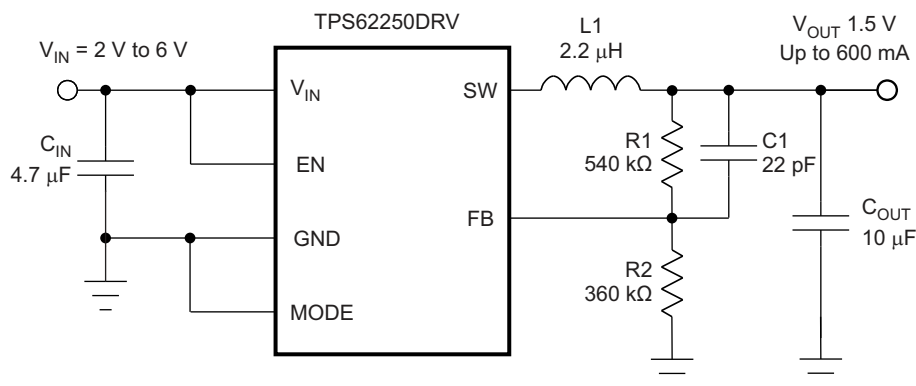 TPS62250DRV
V_IN = 2 V to 6 V
L1
2.2 μH
V_OUT 1.5 V
Up to 600 mA
V_IN
SW
C_IN
4.7 μF
EN
R1
540 kΩ
C1
22 pF
GND
FB
C_OUT
10 μF
R2
360 kΩ
MODE